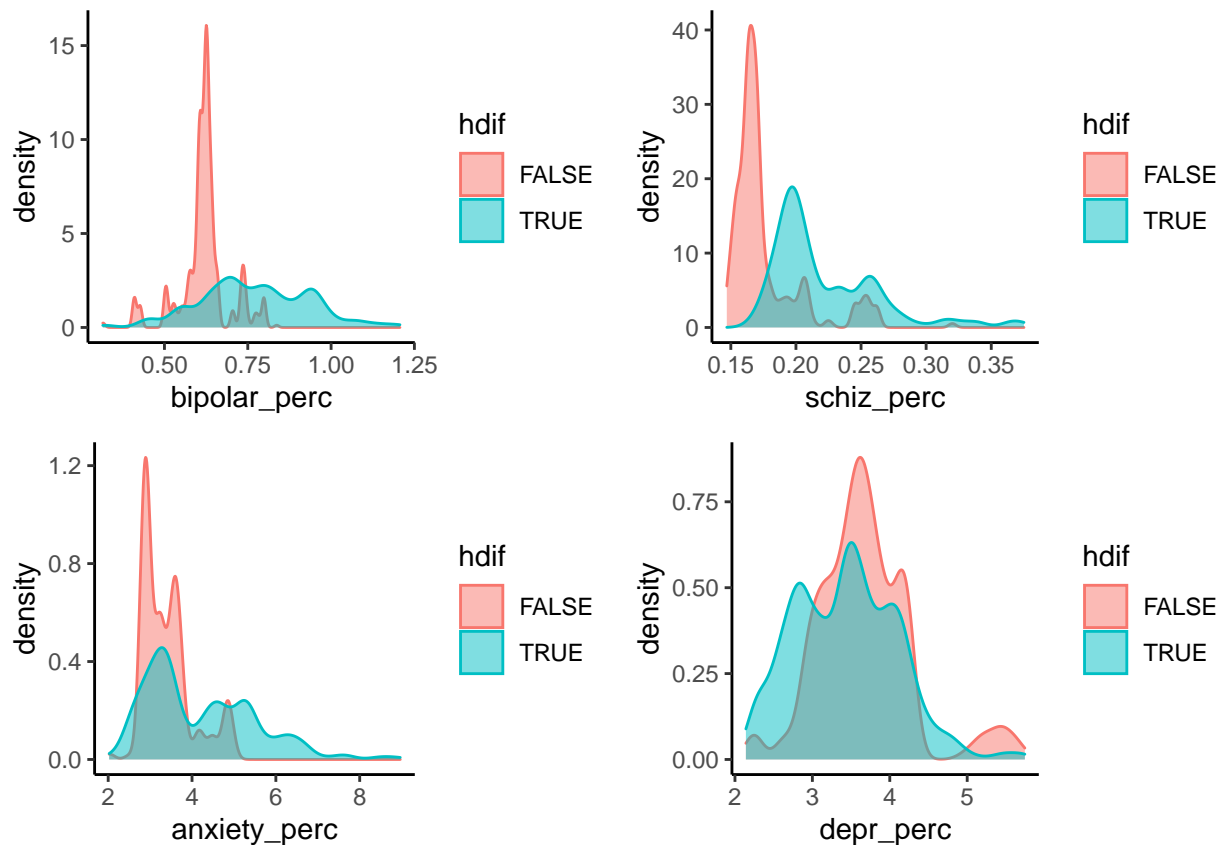 density
15
10
5
0
0.50 0.75 1.00 1.25
bipolar_perc
hdif
FALSE
TRUE
density
40
30
20
10
0
0.15 0.20 0.25 0.30 0.35
schiz_perc
hdif
FALSE
TRUE
density
1.2
0.8
0.4
0.0
2 4 6 8
anxiety_perc
hdif
FALSE
TRUE
density
0.75
0.50
0.25
0.00
2 3 4 5
depr_perc
hdif
FALSE
TRUE